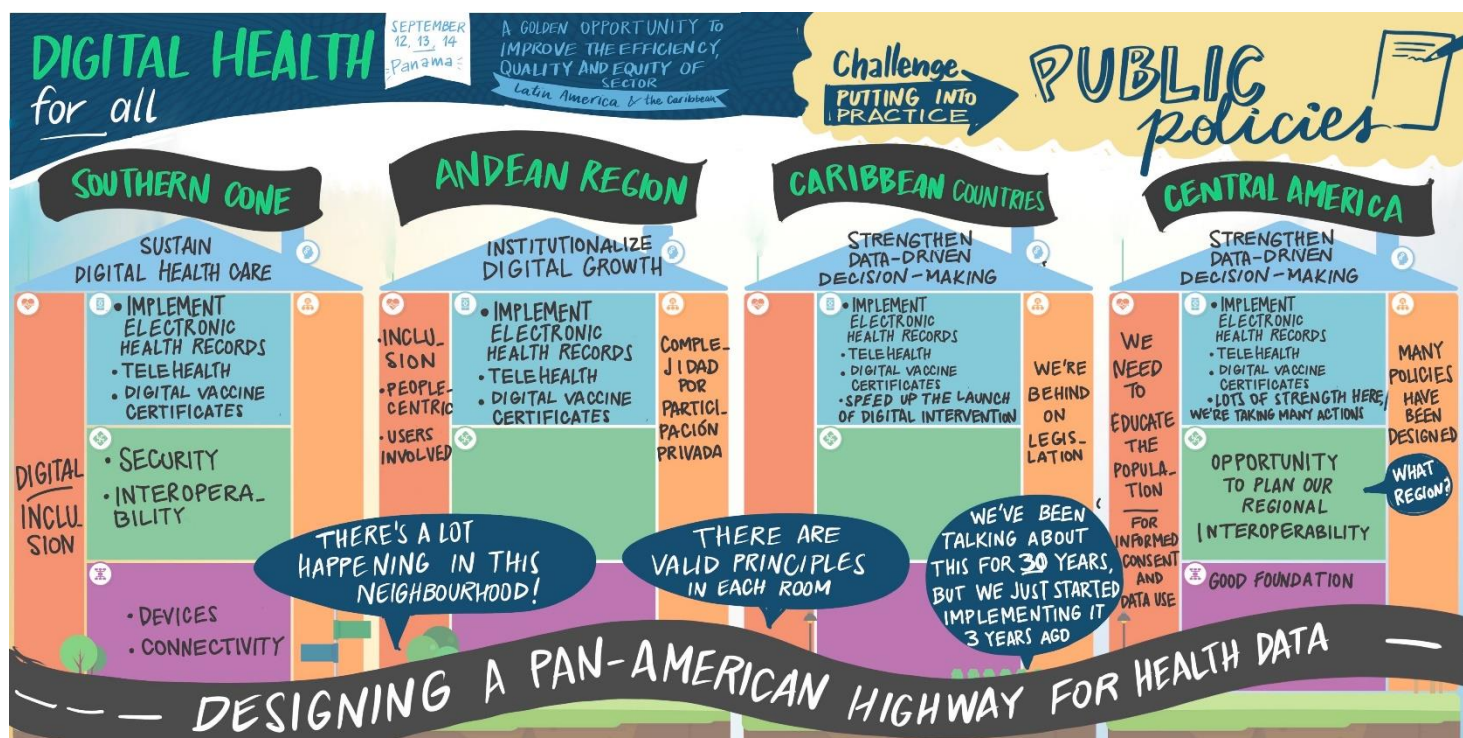 DIGITAL HEALTH
for all
SEPTEMBER
12, 13, 14
Panama
A GOLDEN OPPORTUNITY TO
IMPROVE THE EFFICIENCY,
QUALITY AND EQUITY OF
SECTOR
Latin America & the Caribbean
Challenge
PUTTING INTO
PRACTICE
PUBLIC
policies
SOUTHERN CONE
SUSTAIN
DIGITAL HEALTH CARE
• IMPLEMENT
ELECTRONIC
HEALTH RECORDS
• TELEHEALTH
• DIGITAL VACCINE
CERTIFICATES
DIGITAL
INCLU_
SION
• SECURITY
• INTEROPERA_
BILITY
• DEVICES
• CONNECTIVITY
ANDEAN REGION
INSTITUTIONALIZE
DIGITAL GROWTH
• INCLU_
SION
• PEOPLE-
CENTRIC
• USERS
INVOLVED
• IMPLEMENT
ELECTRONIC
HEALTH RECORDS
• TELEHEALTH
• DIGITAL VACCINE
CERTIFICATES
COMPLE_
JIDAD
POR
PARTICI_
PACIÓN
PRIVADA
THERE'S A LOT
HAPPENING IN THIS
NEIGHBOURHOOD!
CARIBBEAN COUNTRIES
STRENGTHEN
DATA-DRIVEN
DECISION-MAKING
• IMPLEMENT
ELECTRONIC
HEALTH RECORDS
• TELEHEALTH
• DIGITAL VACCINE
CERTIFICATES
• SPEED UP THE LAUNCH
OF DIGITAL INTERVENTION
WE'RE
BEHIND
ON
LEGIS_
LATION
THERE ARE
VALID PRINCIPLES
IN EACH ROOM
WE'VE BEEN
TALKING ABOUT
THIS FOR 30 YEARS,
BUT WE JUST STARTED
IMPLEMENTING IT
3 YEARS AGO
CENTRAL AMERICA
STRENGTHEN
DATA-DRIVEN
DECISION-MAKING
WE
NEED
TO
EDUCATE
THE
POPULA_
TION
FOR
INFORMED
CONSENT
AND
DATA USE
• IMPLEMENT
ELECTRONIC
HEALTH RECORDS
• TELEHEALTH
• DIGITAL VACCINE
CERTIFICATES
• LOTS OF STRENGTH HERE,
WE'RE TAKING MANY ACTIONS
OPPORTUNITY
TO PLAN OUR
REGIONAL
INTEROPERABILITY
GOOD FOUNDATION
MANY
POLICIES
HAVE
BEEN
DESIGNED
WHAT
REGION?
DESIGNING A PAN-AMERICAN HIGHWAY FOR HEALTH DATA